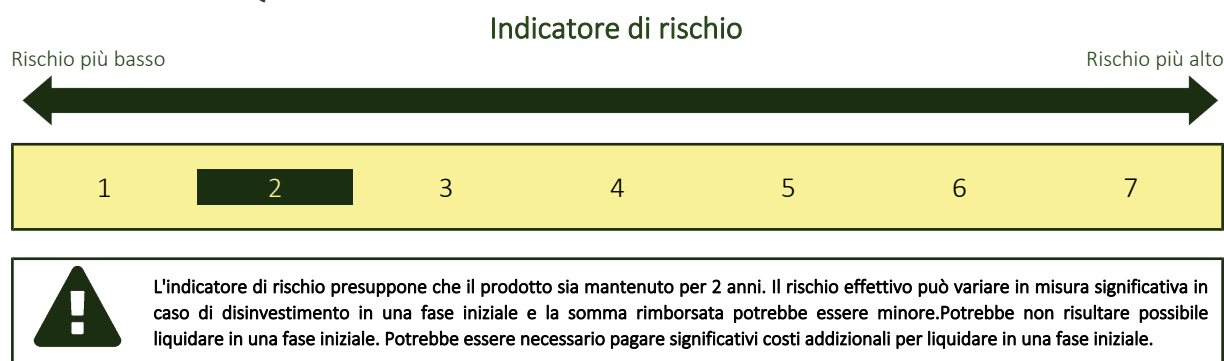 Indicatore di rischio
Rischio più basso
Rischio più alto
1 2 3 4 5 6 7
L'indicatore di rischio presuppone che il prodotto sia mantenuto per 2 anni. Il rischio effettivo può variare in misura significativa in
caso di disinvestimento in una fase iniziale e la somma rimborsata potrebbe essere minore.Potrebbe non risultare possibile
liquidare in una fase iniziale. Potrebbe essere necessario pagare significativi costi addizionali per liquidare in una fase iniziale.